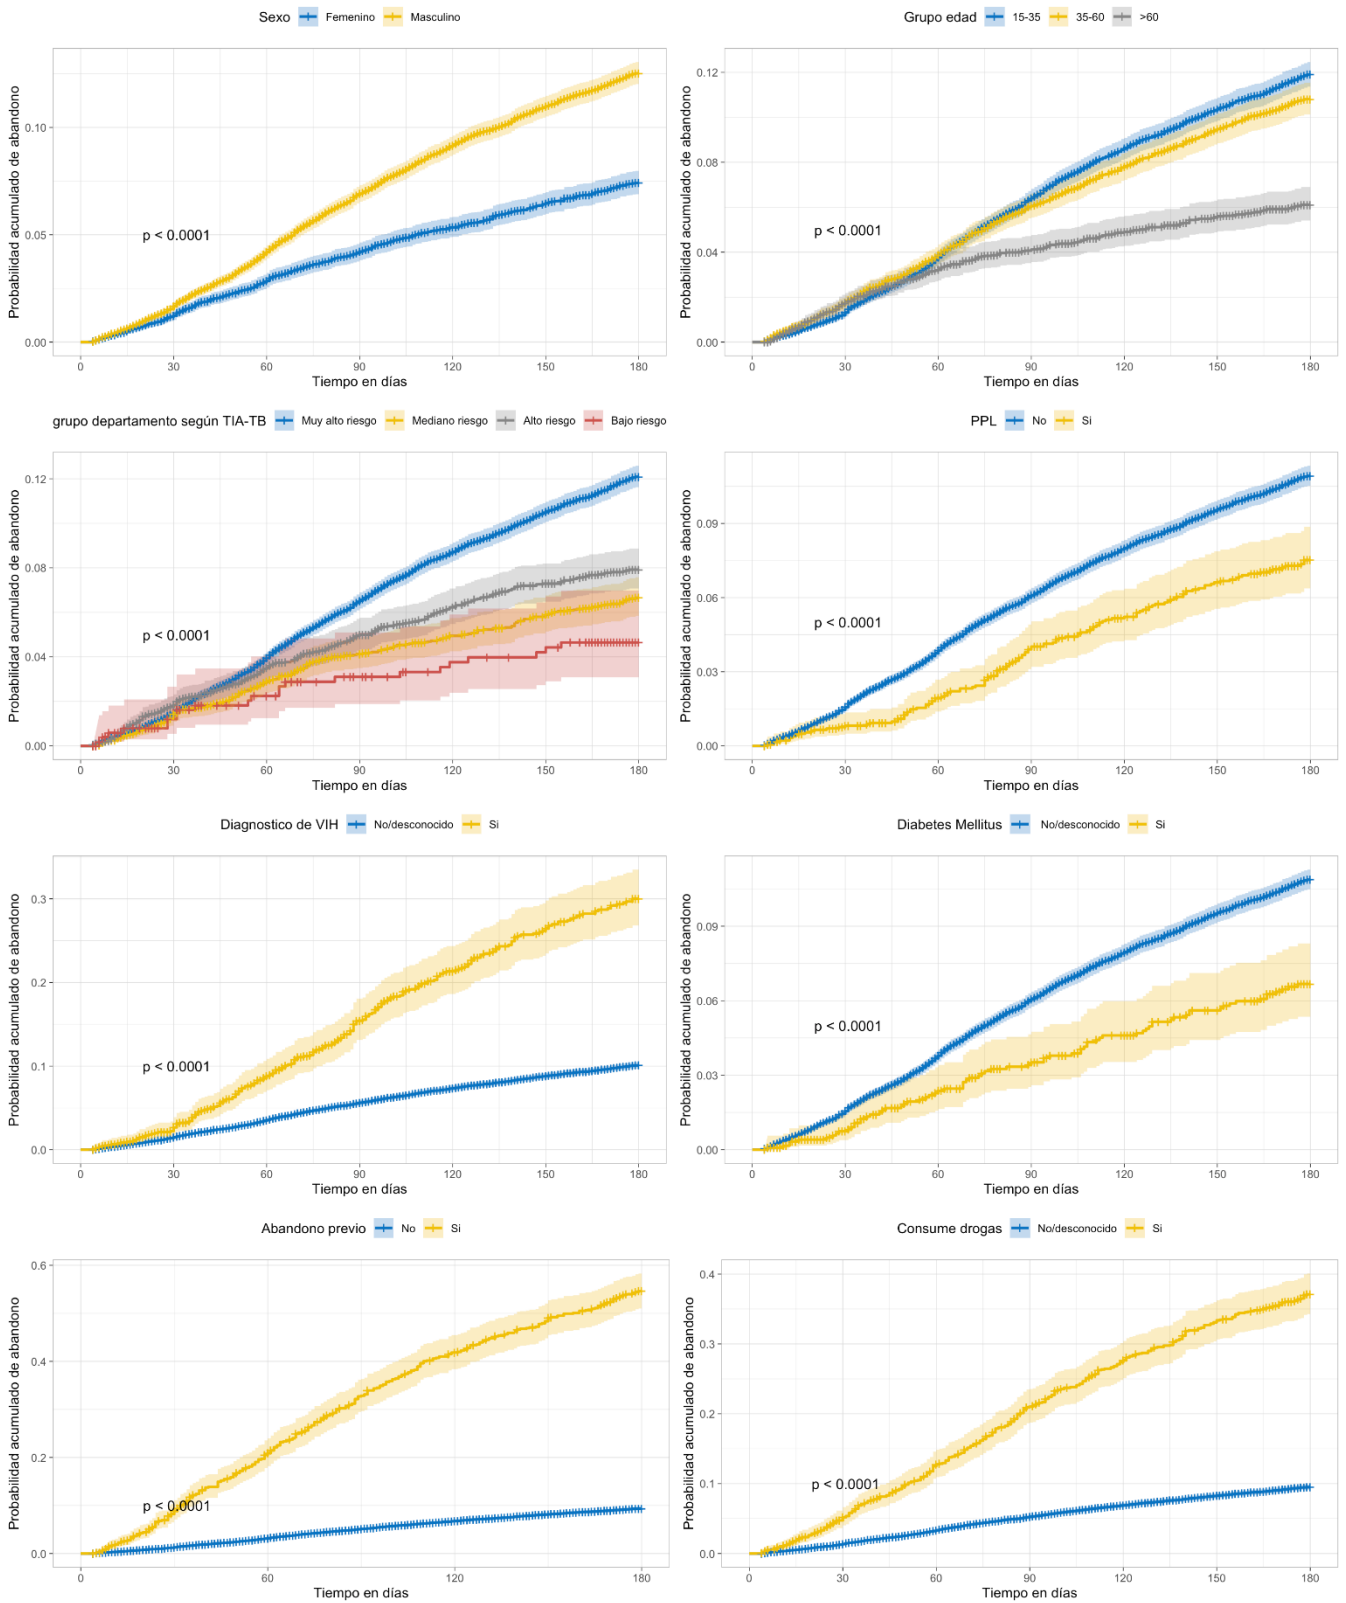 Sexo Femenino Masculino
Probabilidad acumulado de abandono
0.10
0.05
0.00
p < 0.0001
0 30 60 90 120 150 180
Tiempo en días
Grupo edad 15-35 35-60 >60
Probabilidad acumulado de abandono
0.12
0.08
0.04
0.00
p < 0.0001
0 30 60 90 120 150 180
Tiempo en días
grupo departamento según TIA-TB Muy alto riesgo Mediano riesgo Alto riesgo Bajo riesgo
Probabilidad acumulado de abandono
0.12
0.08
0.04
0.00
p < 0.0001
0 30 60 90 120 150 180
Tiempo en días
PPL No Si
Probabilidad acumulado de abandono
0.09
0.06
0.03
0.00
p < 0.0001
0 30 60 90 120 150 180
Tiempo en días
Diagnostico de VIH No/desconocido Si
Probabilidad acumulado de abandono
0.3
0.2
0.1
0.0
p < 0.0001
0 30 60 90 120 150 180
Tiempo en días
Diabetes Mellitus No/desconocido Si
Probabilidad acumulado de abandono
0.09
0.06
0.03
0.00
p < 0.0001
0 30 60 90 120 150 180
Tiempo en días
Abandono previo No Si
Probabilidad acumulado de abandono
0.6
0.4
0.2
0.0
p < 0.0001
0 60 120 180
Tiempo en días
Consume drogas No/desconocido Si
Probabilidad acumulado de abandono
0.4
0.3
0.2
0.1
0.0
p < 0.0001
0 30 60 90 120 150 180
Tiempo en días